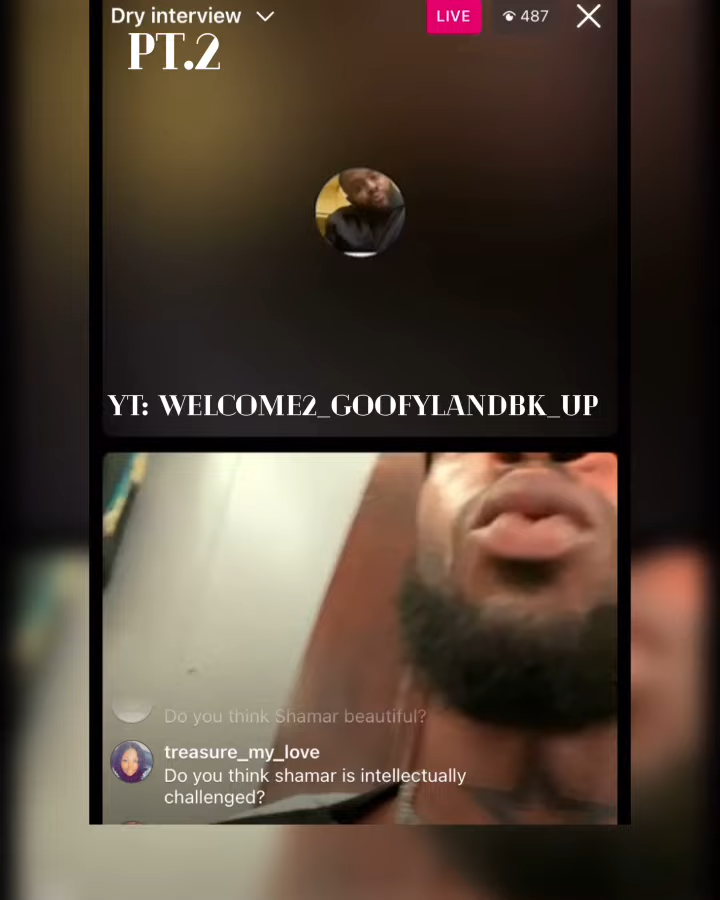 Dry interview
LIVE
487
PT.2
YT: WELCOME2_GOOFYLANDBK_UP
Do you think Shamar beautiful?
treasure_my_love
Do you think shamar is intellectually
challenged?